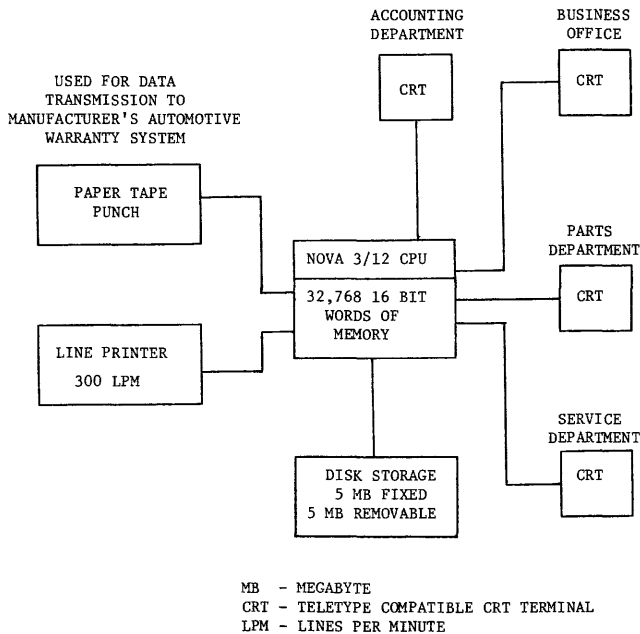 ACCOUNTING
DEPARTMENT
CRT
BUSINESS
OFFICE
CRT
USED FOR DATA
TRANSMISSION TO
MANUFACTURER'S AUTOMOTIVE
WARRANTY SYSTEM
PAPER TAPE
PUNCH
NOVA 3/12 CPU
32,768 16 BIT
WORDS OF
MEMORY
PARTS
DEPARTMENT
CRT
LINE PRINTER
300 LPM
SERVICE
DEPARTMENT
CRT
DISK STORAGE
5 MB FIXED
5 MB REMOVABLE
MB - MEGABYTE
CRT - TELETYPE COMPATIBLE CRT TERMINAL
LPM - LINES PER MINUTE